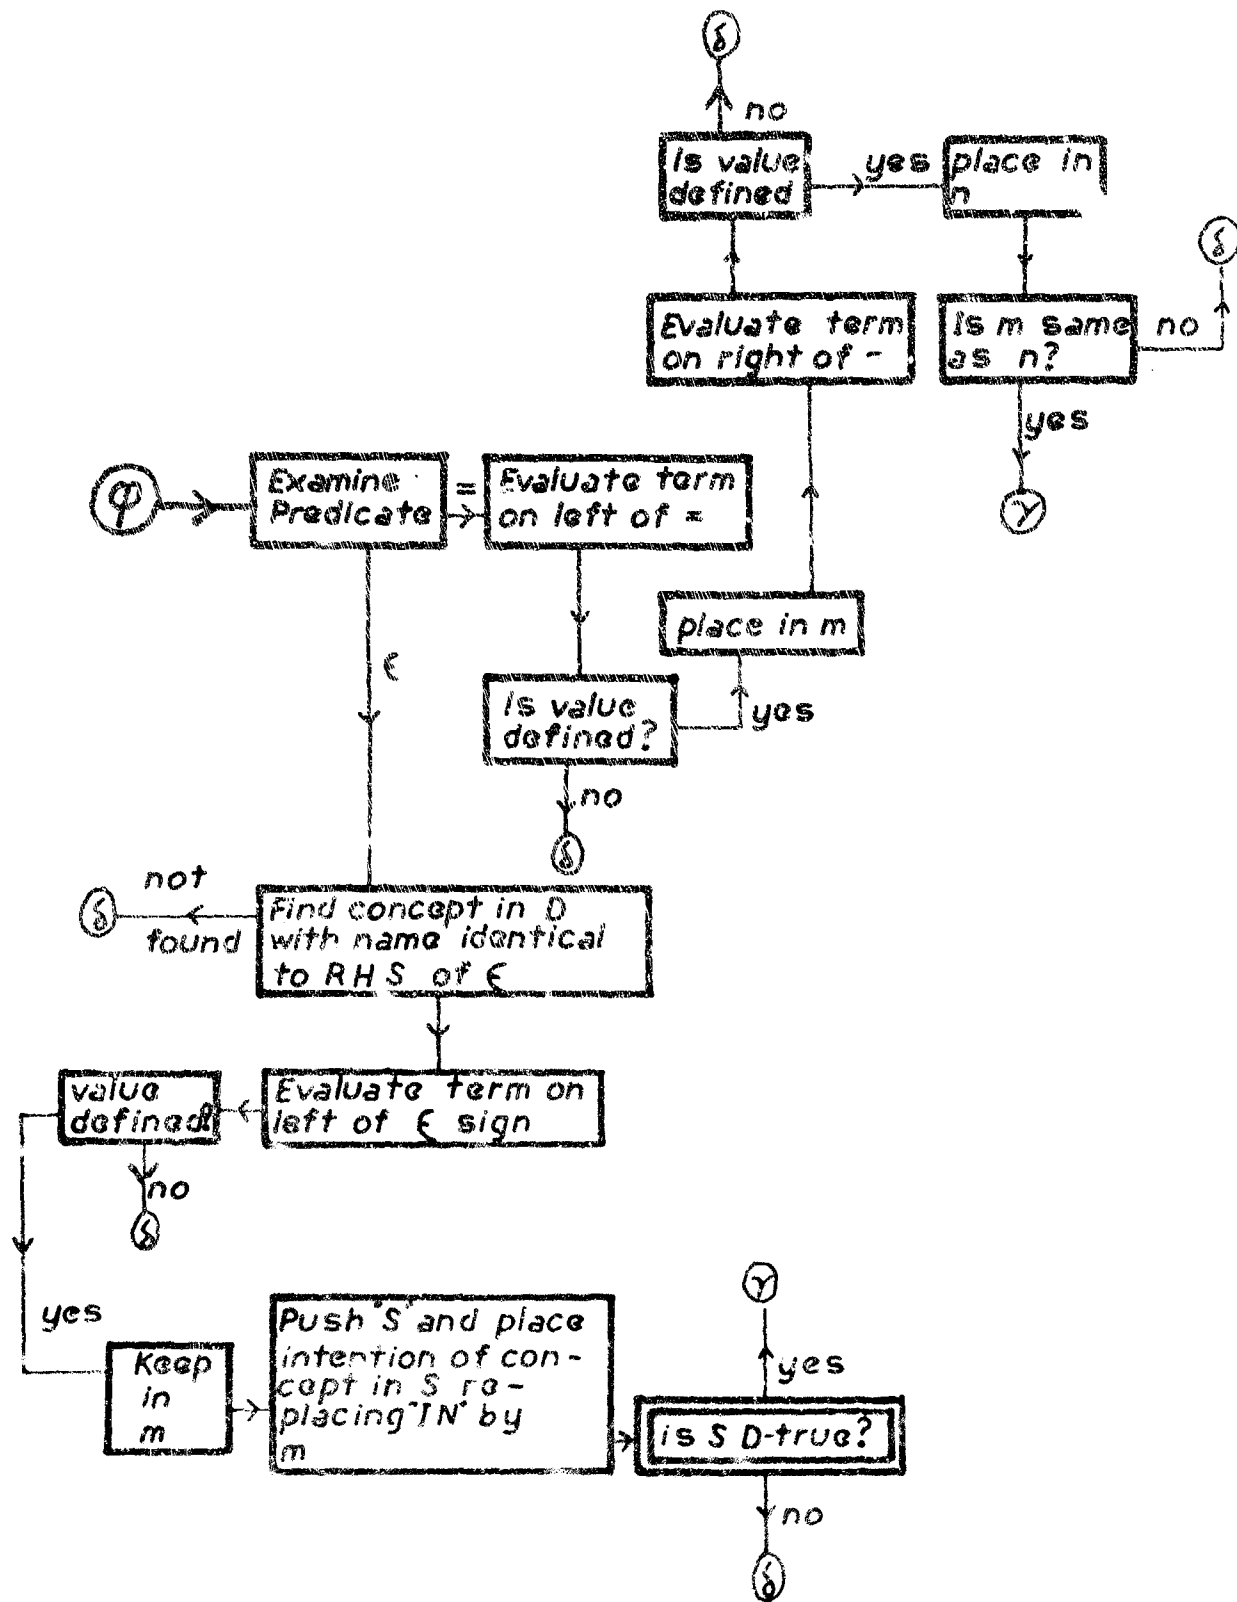 δ
no
Is value
defined
yes
place in
n
δ
Evaluate term
on right of -
Is m same
as n?
no
yes
γ
φ
Examine
Predicate
=
Evaluate term
on left of =
place in m
ϵ
Is value
defined?
yes
no
δ
not
found
δ
Find concept in D
with name identical
to RHS of ϵ
value
defined?
Evaluate term on
left of ϵ sign
no
δ
yes
Keep
in
m
Push "S" and place
intention of con-
cept in S re-
placing "IN" by
m
γ
yes
is S D-true?
no
δ